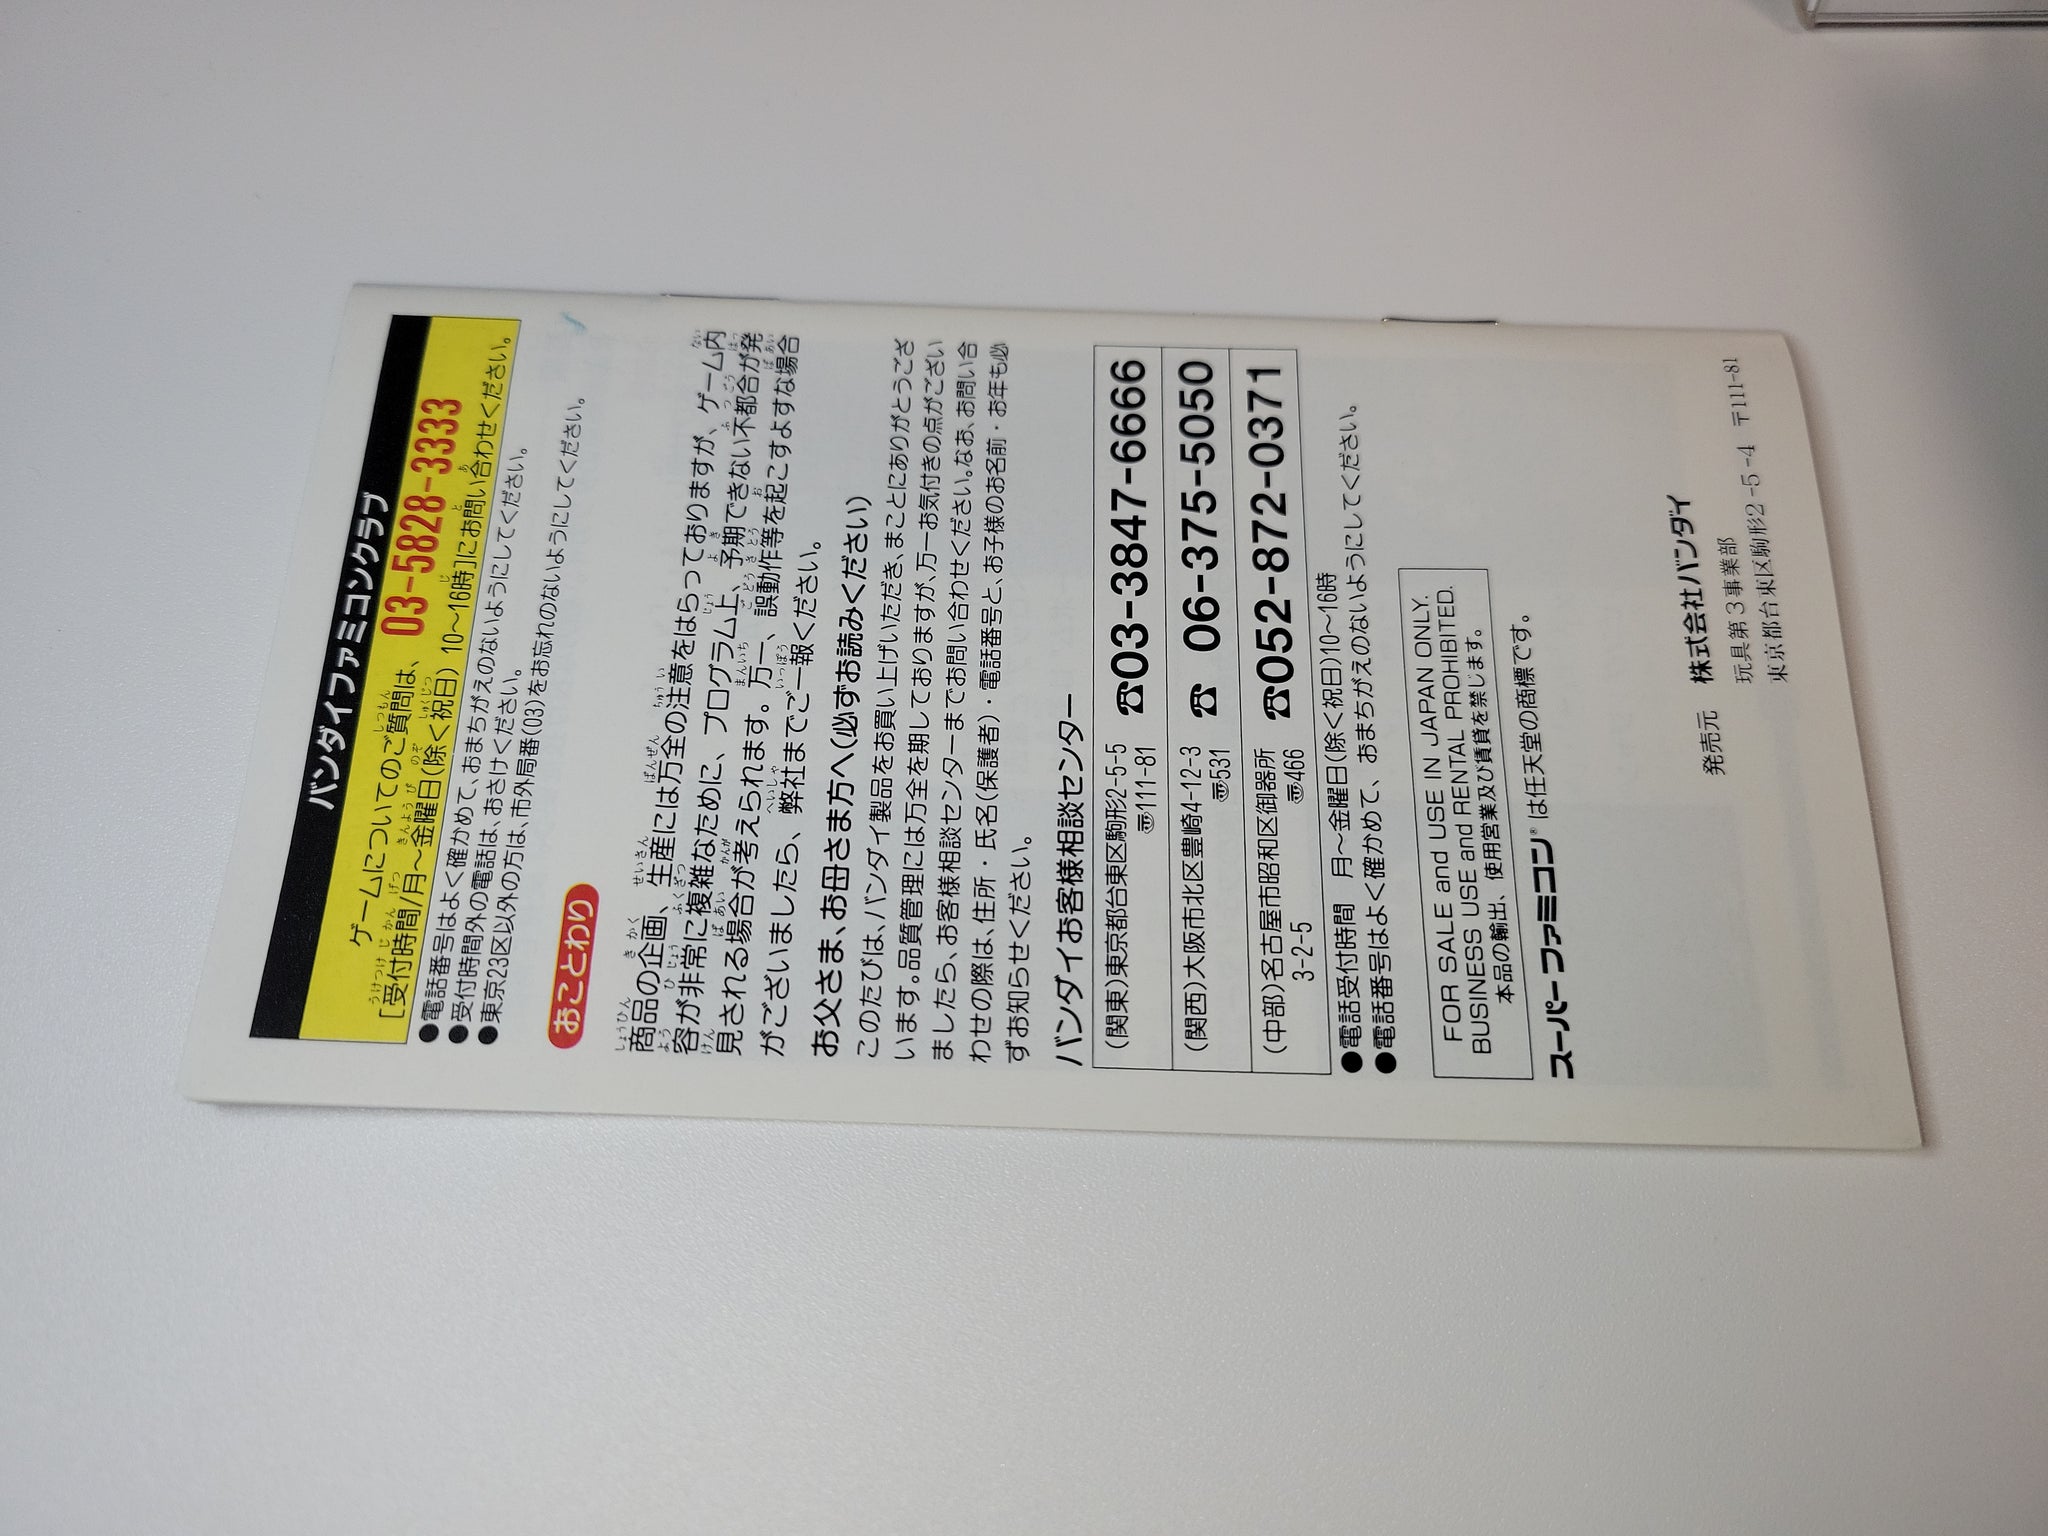 バンダイファミコンクラブ
ゲームについてのご質問は、 03-5828-3333
[受付時間/月〜金曜日(除く祝日) 10〜16時]にお問い合わせください。
●電話番号はよく確かめて、おまちがえのないようにしてください。
●受付時間外の電話は、おさけください。
●東京23区以外の方は、市外局番(03)をお忘れのないようにしてください。
おことわり
商品の企画、生産には万全の注意をはらっておりますが、ゲーム内
容が非常に複雑なために、プログラム上、予期できない不都合が発
見される場合が考えられます。万一、誤動作等を起こすよすな場合
がございましたら、弊社までご一報ください。
お父さま、お母さま方へ(必ずお読みください)
このたびは、バンダイ製品をお買い上げいただき、まことにありがとうござ
います。品質管理には万全を期しておりますが、万一お気付きの点がござい
ましたら、お客様相談センターまでお問い合わせください。なお、お問い合
わせの際は、住所・氏名(保護者)・電話番号と、お子様のお名前・お年も必
ずお知らせください。
バンダイお客様相談センター
(関東)東京都台東区駒形2-5-5 ☎03-3847-6666
〠111-81
(関西)大阪市北区豊崎4-12-3 ☎ 06-375-5050
〠531
(中部)名古屋市昭和区御器所 ☎052-872-0371
3-2-5 〠466
●電話受付時間 月〜金曜日(除く祝日)10〜16時
●電話番号はよく確かめて、おまちがえのないようにしてください。
FOR SALE and USE IN JAPAN ONLY.
BUSINESS USE and RENTAL PROHIBITED.
本品の輸出、使用営業及び賃貸を禁じます。
スーパーファミコン®は任天堂の商標です。
発売元 株式会社バンダイ
玩具第3事業部
東京都台東区駒形2-5-4 〒111-81